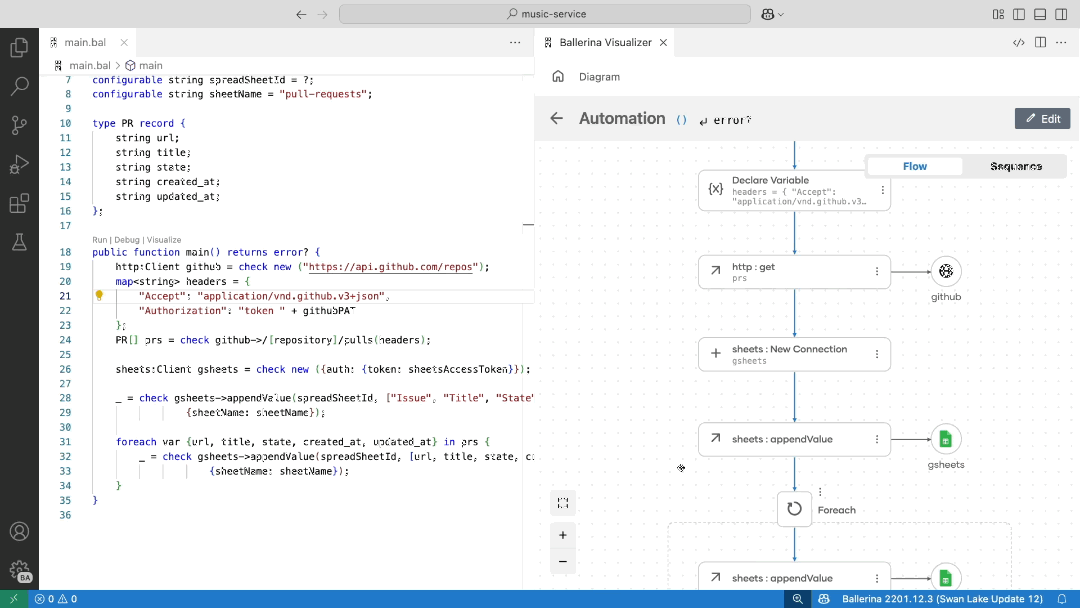 music-service
main.bal
main.bal > main
7 configurable string spreadSheetId = ?;
8 configurable string sheetName = "pull-requests";
9
10 type PR record {
11 string url;
12 string title;
13 string state;
14 string created_at;
15 string updated_at;
16 };
17
Run | Debug | Visualize
18 public function main() returns error? {
19 http:Client github = check new ("https://api.github.com/repos");
20 map<string> headers = {
21 "Accept": "application/vnd.github.v3+json",
22 "Authorization": "token " + githubPAT
23 };
24 PR[] prs = check github->/[repository]/pulls(headers);
25
26 sheets:Client gsheets = check new ({auth: {token: sheetsAccessToken}});
27
28 _ = check gsheets->appendValue(spreadSheetId, ["Issue", "Title", "State"
29 {sheetName: sheetName});
30
31 foreach var {url, title, state, created_at, updated_at} in prs {
32 _ = check gsheets->appendValue(spreadSheetId, [url, title, state, c
33 {sheetName: sheetName});
34 }
35 }
36
BA
0 0
Ballerina Visualizer
Diagram
Automation () error?
Edit
Flow Sequence
Declare Variable
headers = { "Accept":
"application/vnd.github.v3…
http : get
prs
github
sheets : New Connection
gsheets
sheets : appendValue
gsheets
Foreach
sheets : appendValue
Ballerina 2201.12.3 (Swan Lake Update 12)